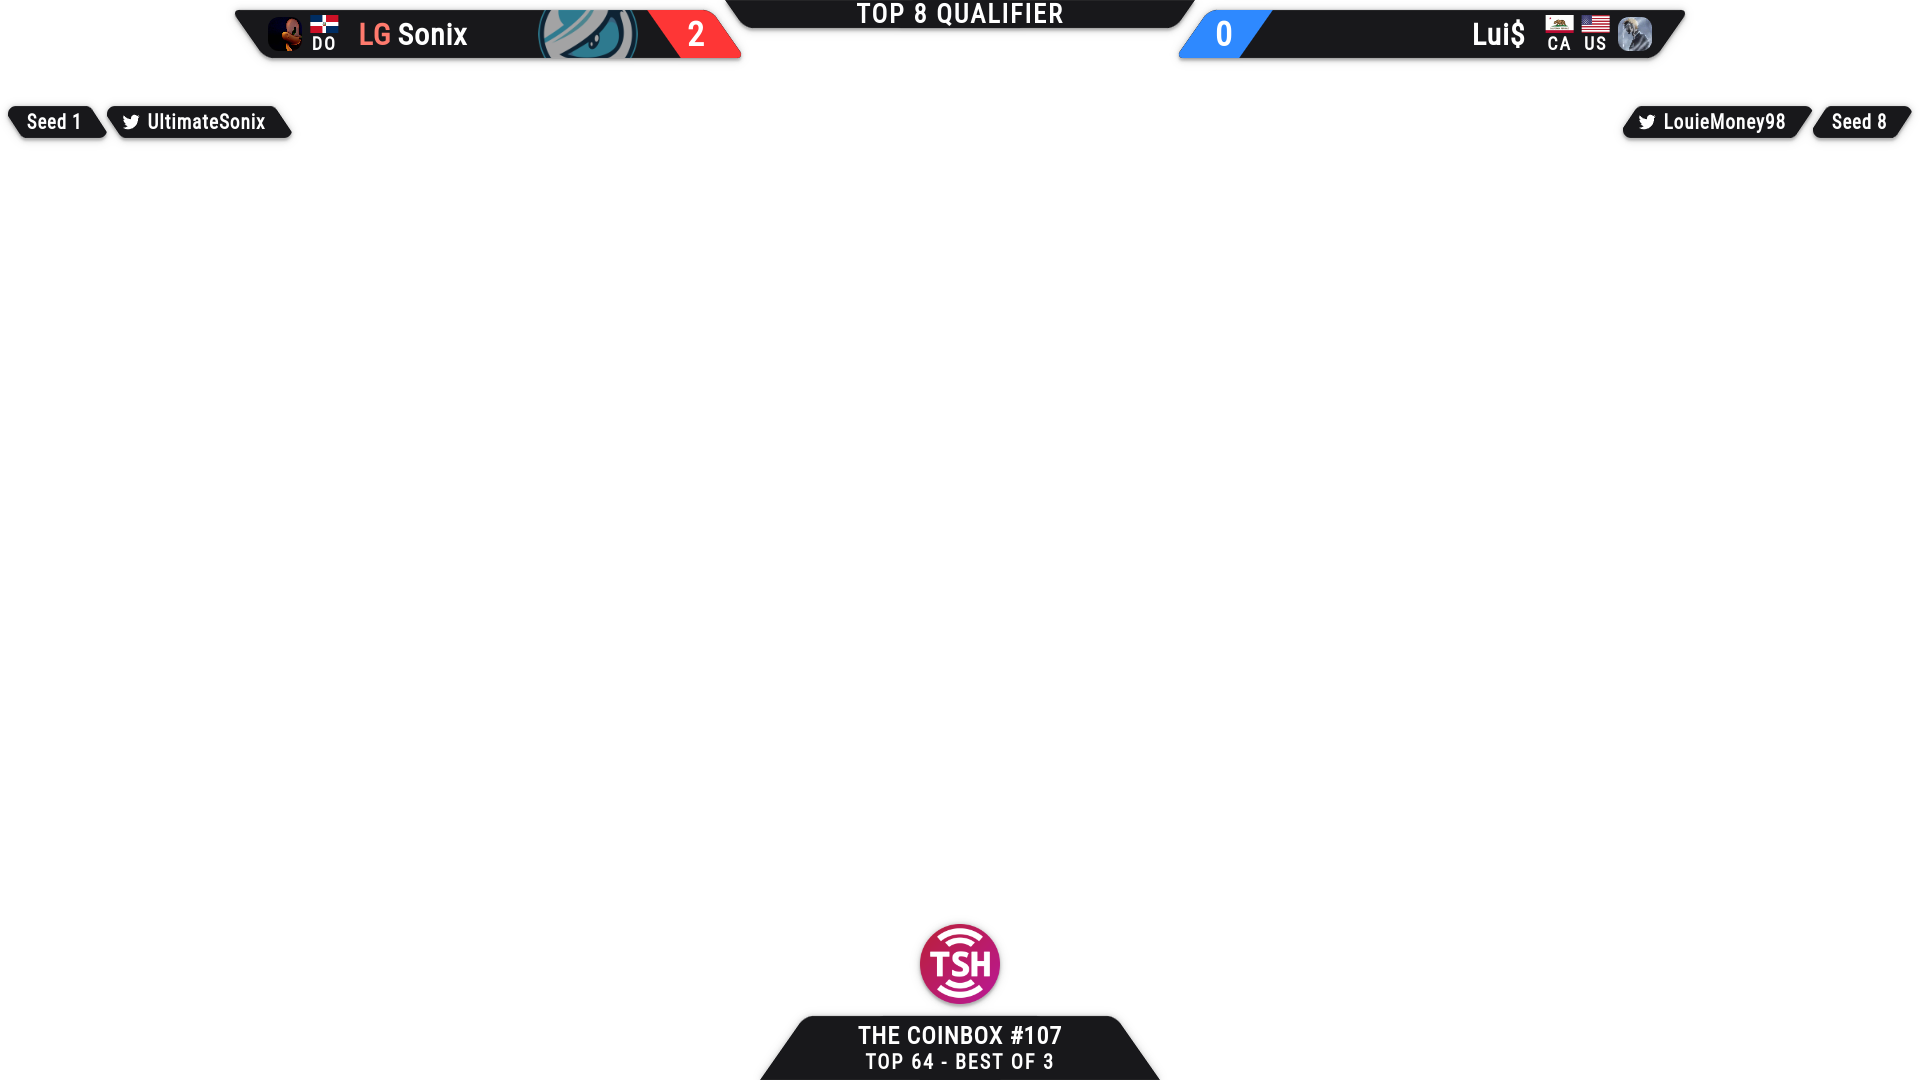 TOP 8 QUALIFIER
DO
LG Sonix
2
0
Lui$
CA
US
Seed 1
UltimateSonix
LouieMoney98
Seed 8
TSH
THE COINBOX #107
TOP 64 - BEST OF 3